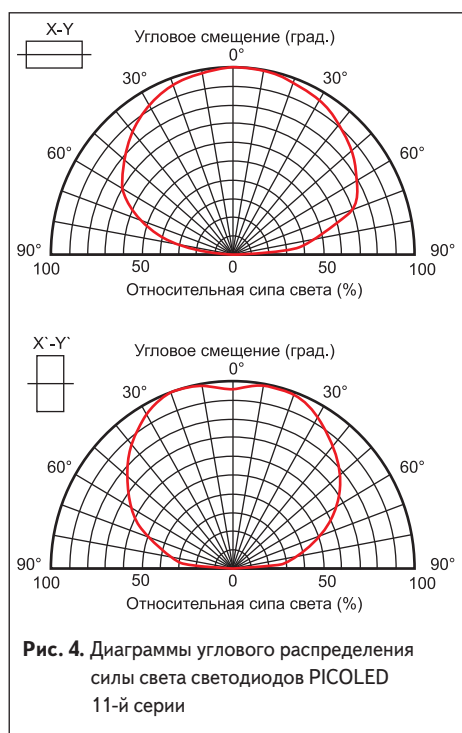 X-Y
Угловое смещение (град.)
0°
30° 30°
60° 60°
90° 90°
100 50 0 50 100
Относительная сипа света (%)
X`-Y`
Угловое смещение (град.)
0°
30° 30°
60° 60°
90° 90°
100 50 0 50 100
Относительная сипа света (%)
Рис. 4. Диаграммы углового распределения
силы света светодиодов PICOLED
11-й серии